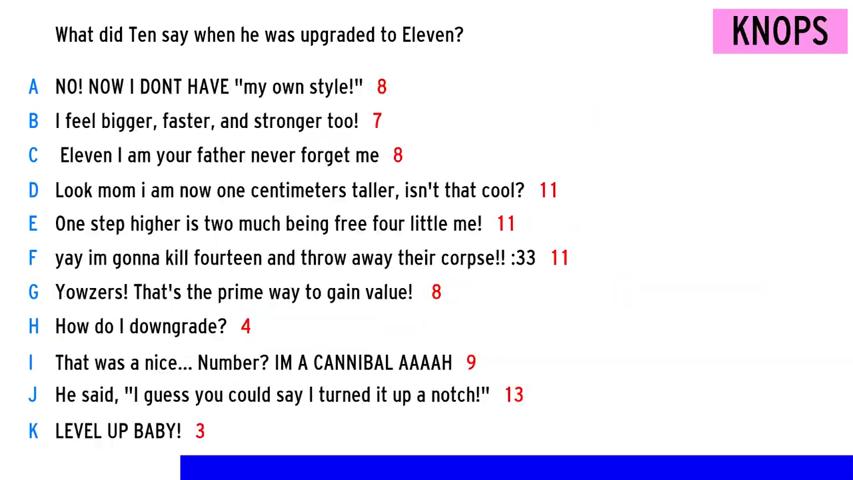 What did Ten say when he was upgraded to Eleven?
KNOPS
A NO! NOW I DONT HAVE "my own style!" 8
B I feel bigger, faster, and stronger too! 7
C Eleven I am your father never forget me 8
D Look mom i am now one centimeters taller, isn't that cool? 11
E One step higher is two much being free four little me! 11
F yay im gonna kill fourteen and throw away their corpse!! :33 11
G Yowzers! That's the prime way to gain value! 8
H How do I downgrade? 4
I That was a nice... Number? IM A CANNIBAL AAAAH 9
J He said, "I guess you could say I turned it up a notch!" 13
K LEVEL UP BABY! 3